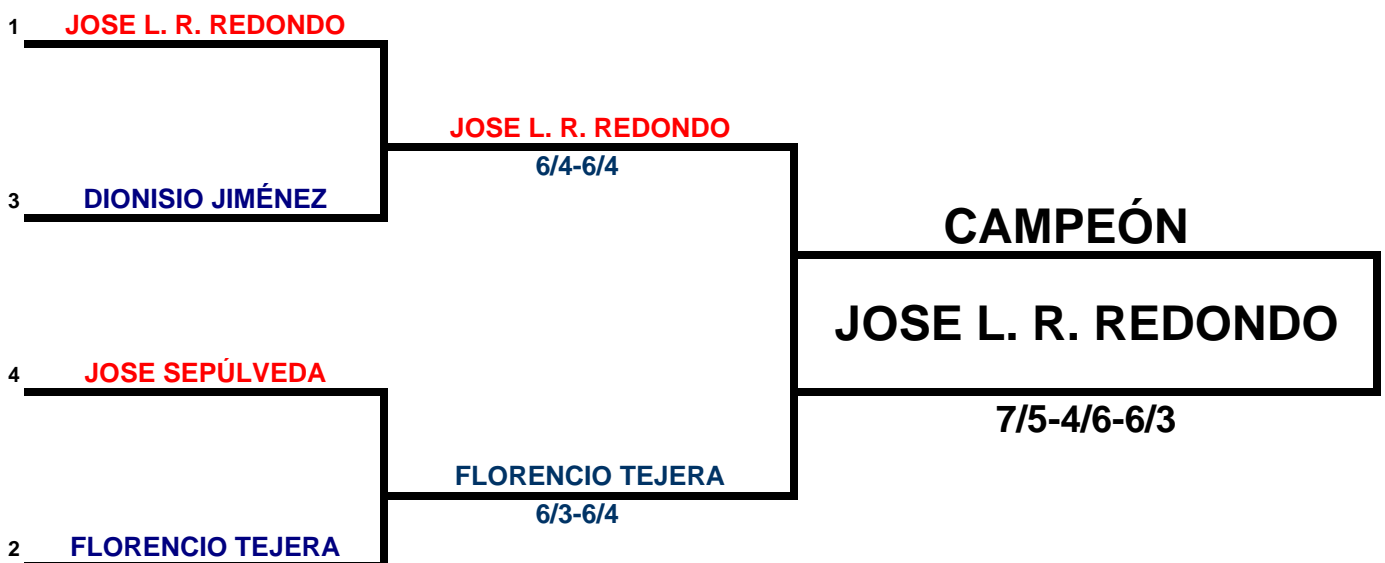 1 JOSE L. R. REDONDO
JOSE L. R. REDONDO
6/4-6/4
3 DIONISIO JIMÉNEZ
CAMPEÓN
JOSE L. R. REDONDO
7/5-4/6-6/3
4 JOSE SEPÚLVEDA
FLORENCIO TEJERA
6/3-6/4
2 FLORENCIO TEJERA